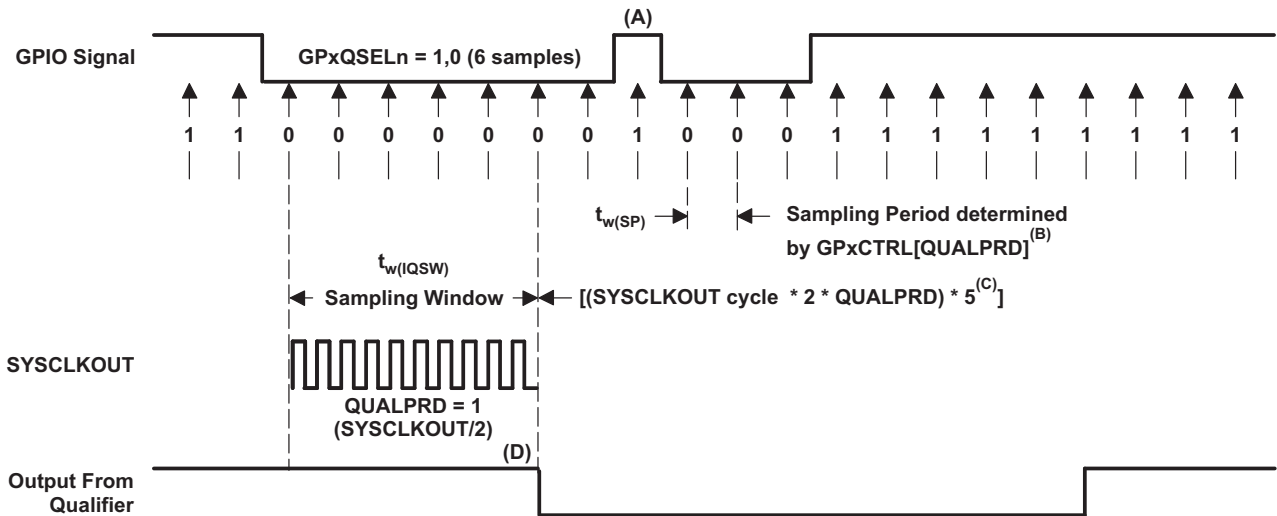 (A)
GPIO Signal
GPxQSELn = 1,0 (6 samples)
1 1 0 0 0 0 0 0 0 1 0 0 0 1 1 1 1 1 1 1 1 1
tw(SP)
Sampling Period determined
by GPxCTRL[QUALPRD](B)
tw(IQSW)
Sampling Window
[(SYSCLKOUT cycle * 2 * QUALPRD) * 5(C)]
SYSCLKOUT
QUALPRD = 1
(SYSCLKOUT/2)
(D)
Output From
Qualifier